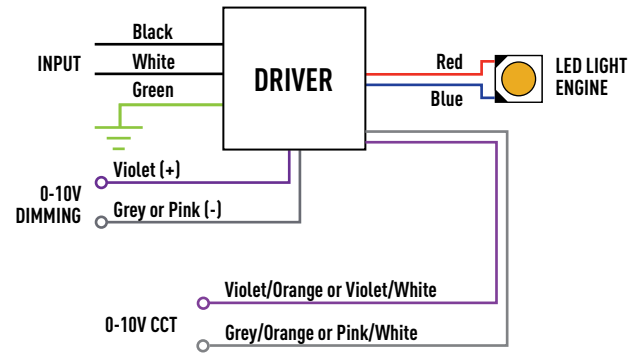 Black
INPUT
White
Green
DRIVER
Red
Blue
LED LIGHT
ENGINE
Violet (+)
0-10V
DIMMING
Grey or Pink (-)
Violet/Orange or Violet/White
0-10V CCT
Grey/Orange or Pink/White